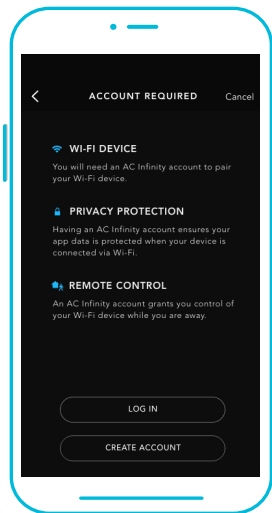 ACCOUNT REQUIRED Cancel
WI-FI DEVICE
You will need an AC Infinity account to pair
your Wi-Fi device.
PRIVACY PROTECTION
Having an AC Infinity account ensures your
app data is protected when your device is
connected via Wi-Fi.
REMOTE CONTROL
An AC Infinity account grants you control of
your Wi-Fi device while you are away.
LOG IN
CREATE ACCOUNT